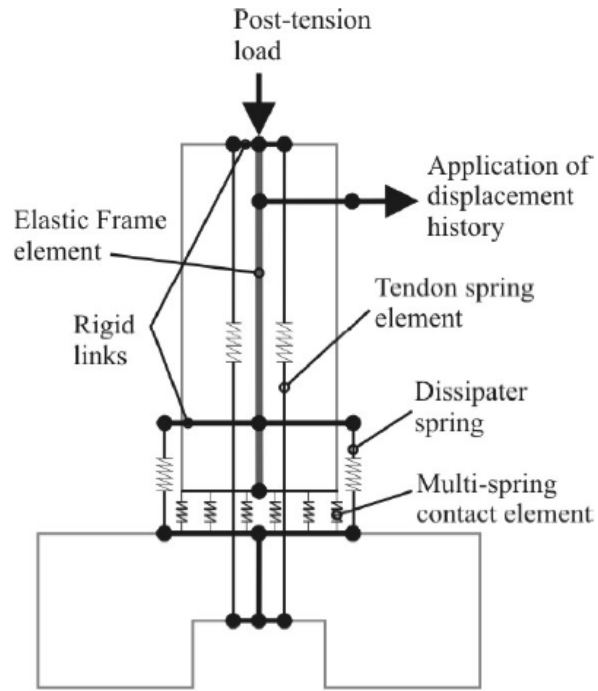 Post-tension
load
Application of
displacement
history
Elastic Frame
element
Tendon spring
element
Rigid
links
Dissipater
spring
Multi-spring
contact element